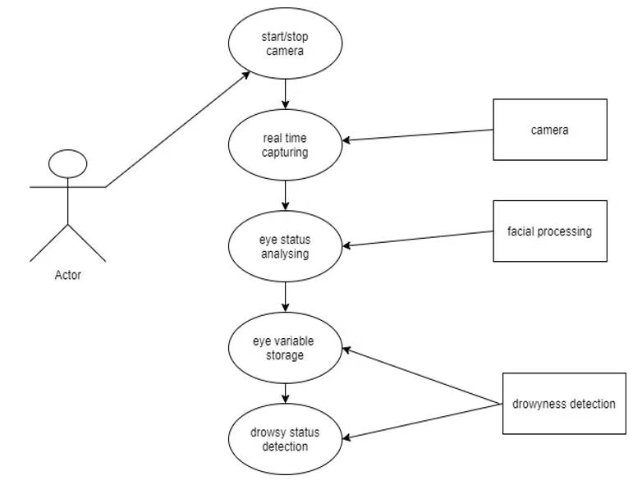 start/stop
camera
real time
capturing
camera
eye status
analysing
facial processing
Actor
eye variable
storage
drowyness detection
drowsy status
detection